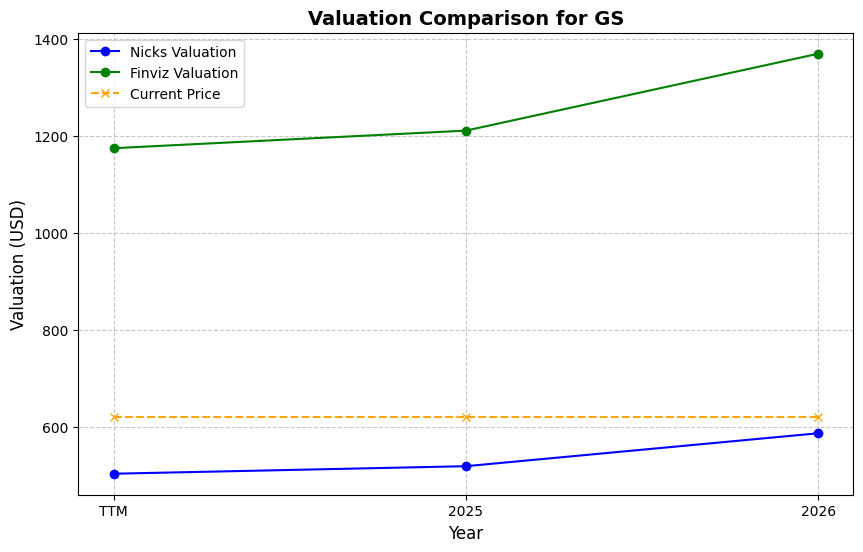 Valuation Comparison for GS
Nicks Valuation
Finviz Valuation
Current Price
Valuation (USD)
1400
1200
1000
800
600
TTM
2025
2026
Year